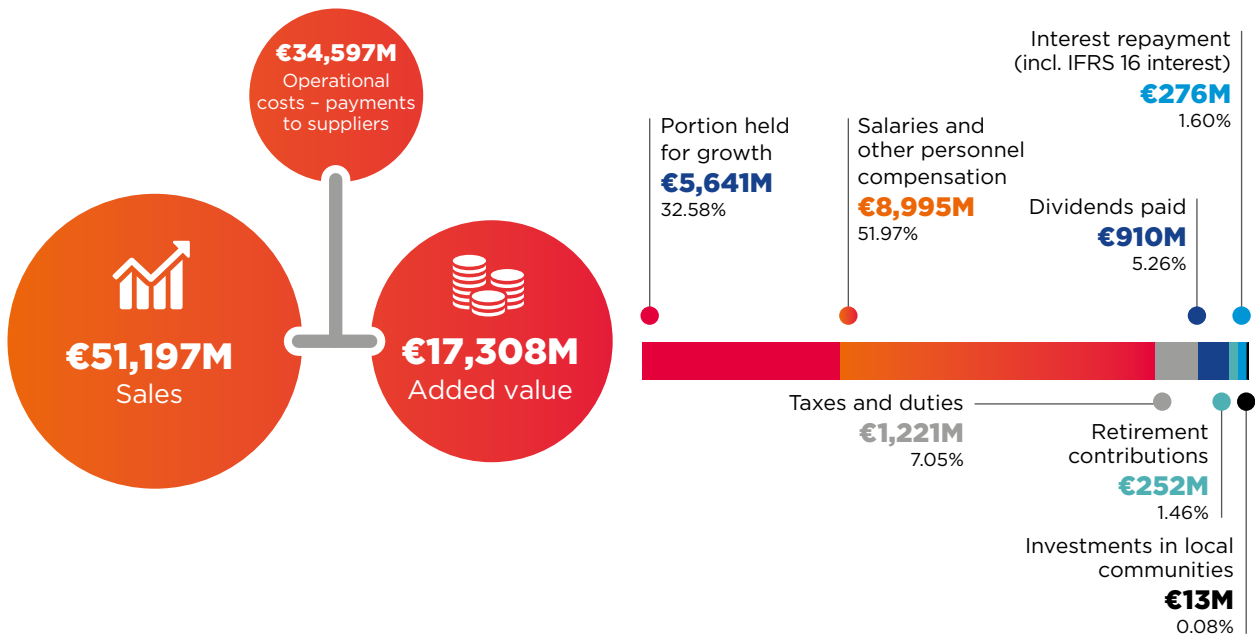 €34,597M
Operational
costs – payments
to suppliers
€51,197M
Sales
€17,308M
Added value
Portion held
for growth
€5,641M
32.58%
Salaries and
other personnel
compensation
€8,995M
51.97%
Interest repayment
(incl. IFRS 16 interest)
€276M
1.60%
Dividends paid
€910M
5.26%
Taxes and duties
€1,221M
7.05%
Retirement
contributions
€252M
1.46%
Investments in local
communities
€13M
0.08%